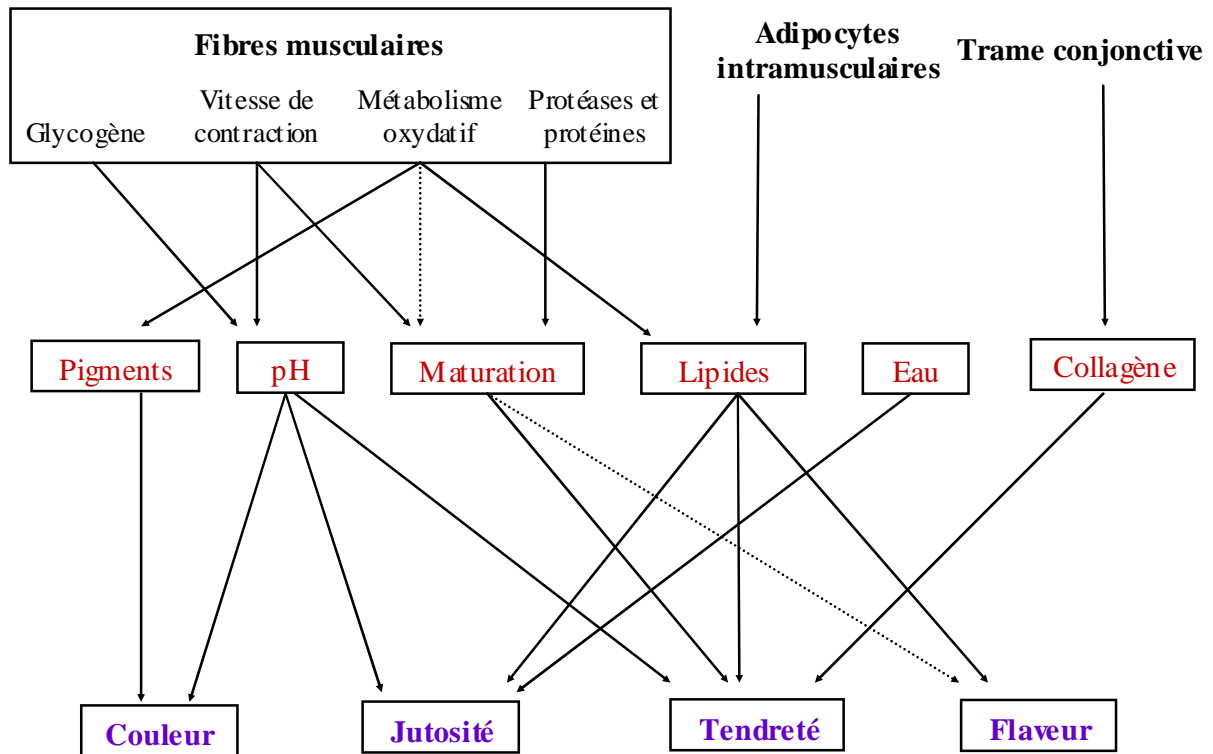 Fibres musculaires
Adipocytes
intramusculaires
Trame conjonctive
Glycogène
Vitesse de
contraction
Métabolisme
oxydatif
Protéases et
protéines
Pigments
pH
Maturation
Lipides
Eau
Collagène
Couleur
Jutosité
Tendreté
Flaveur